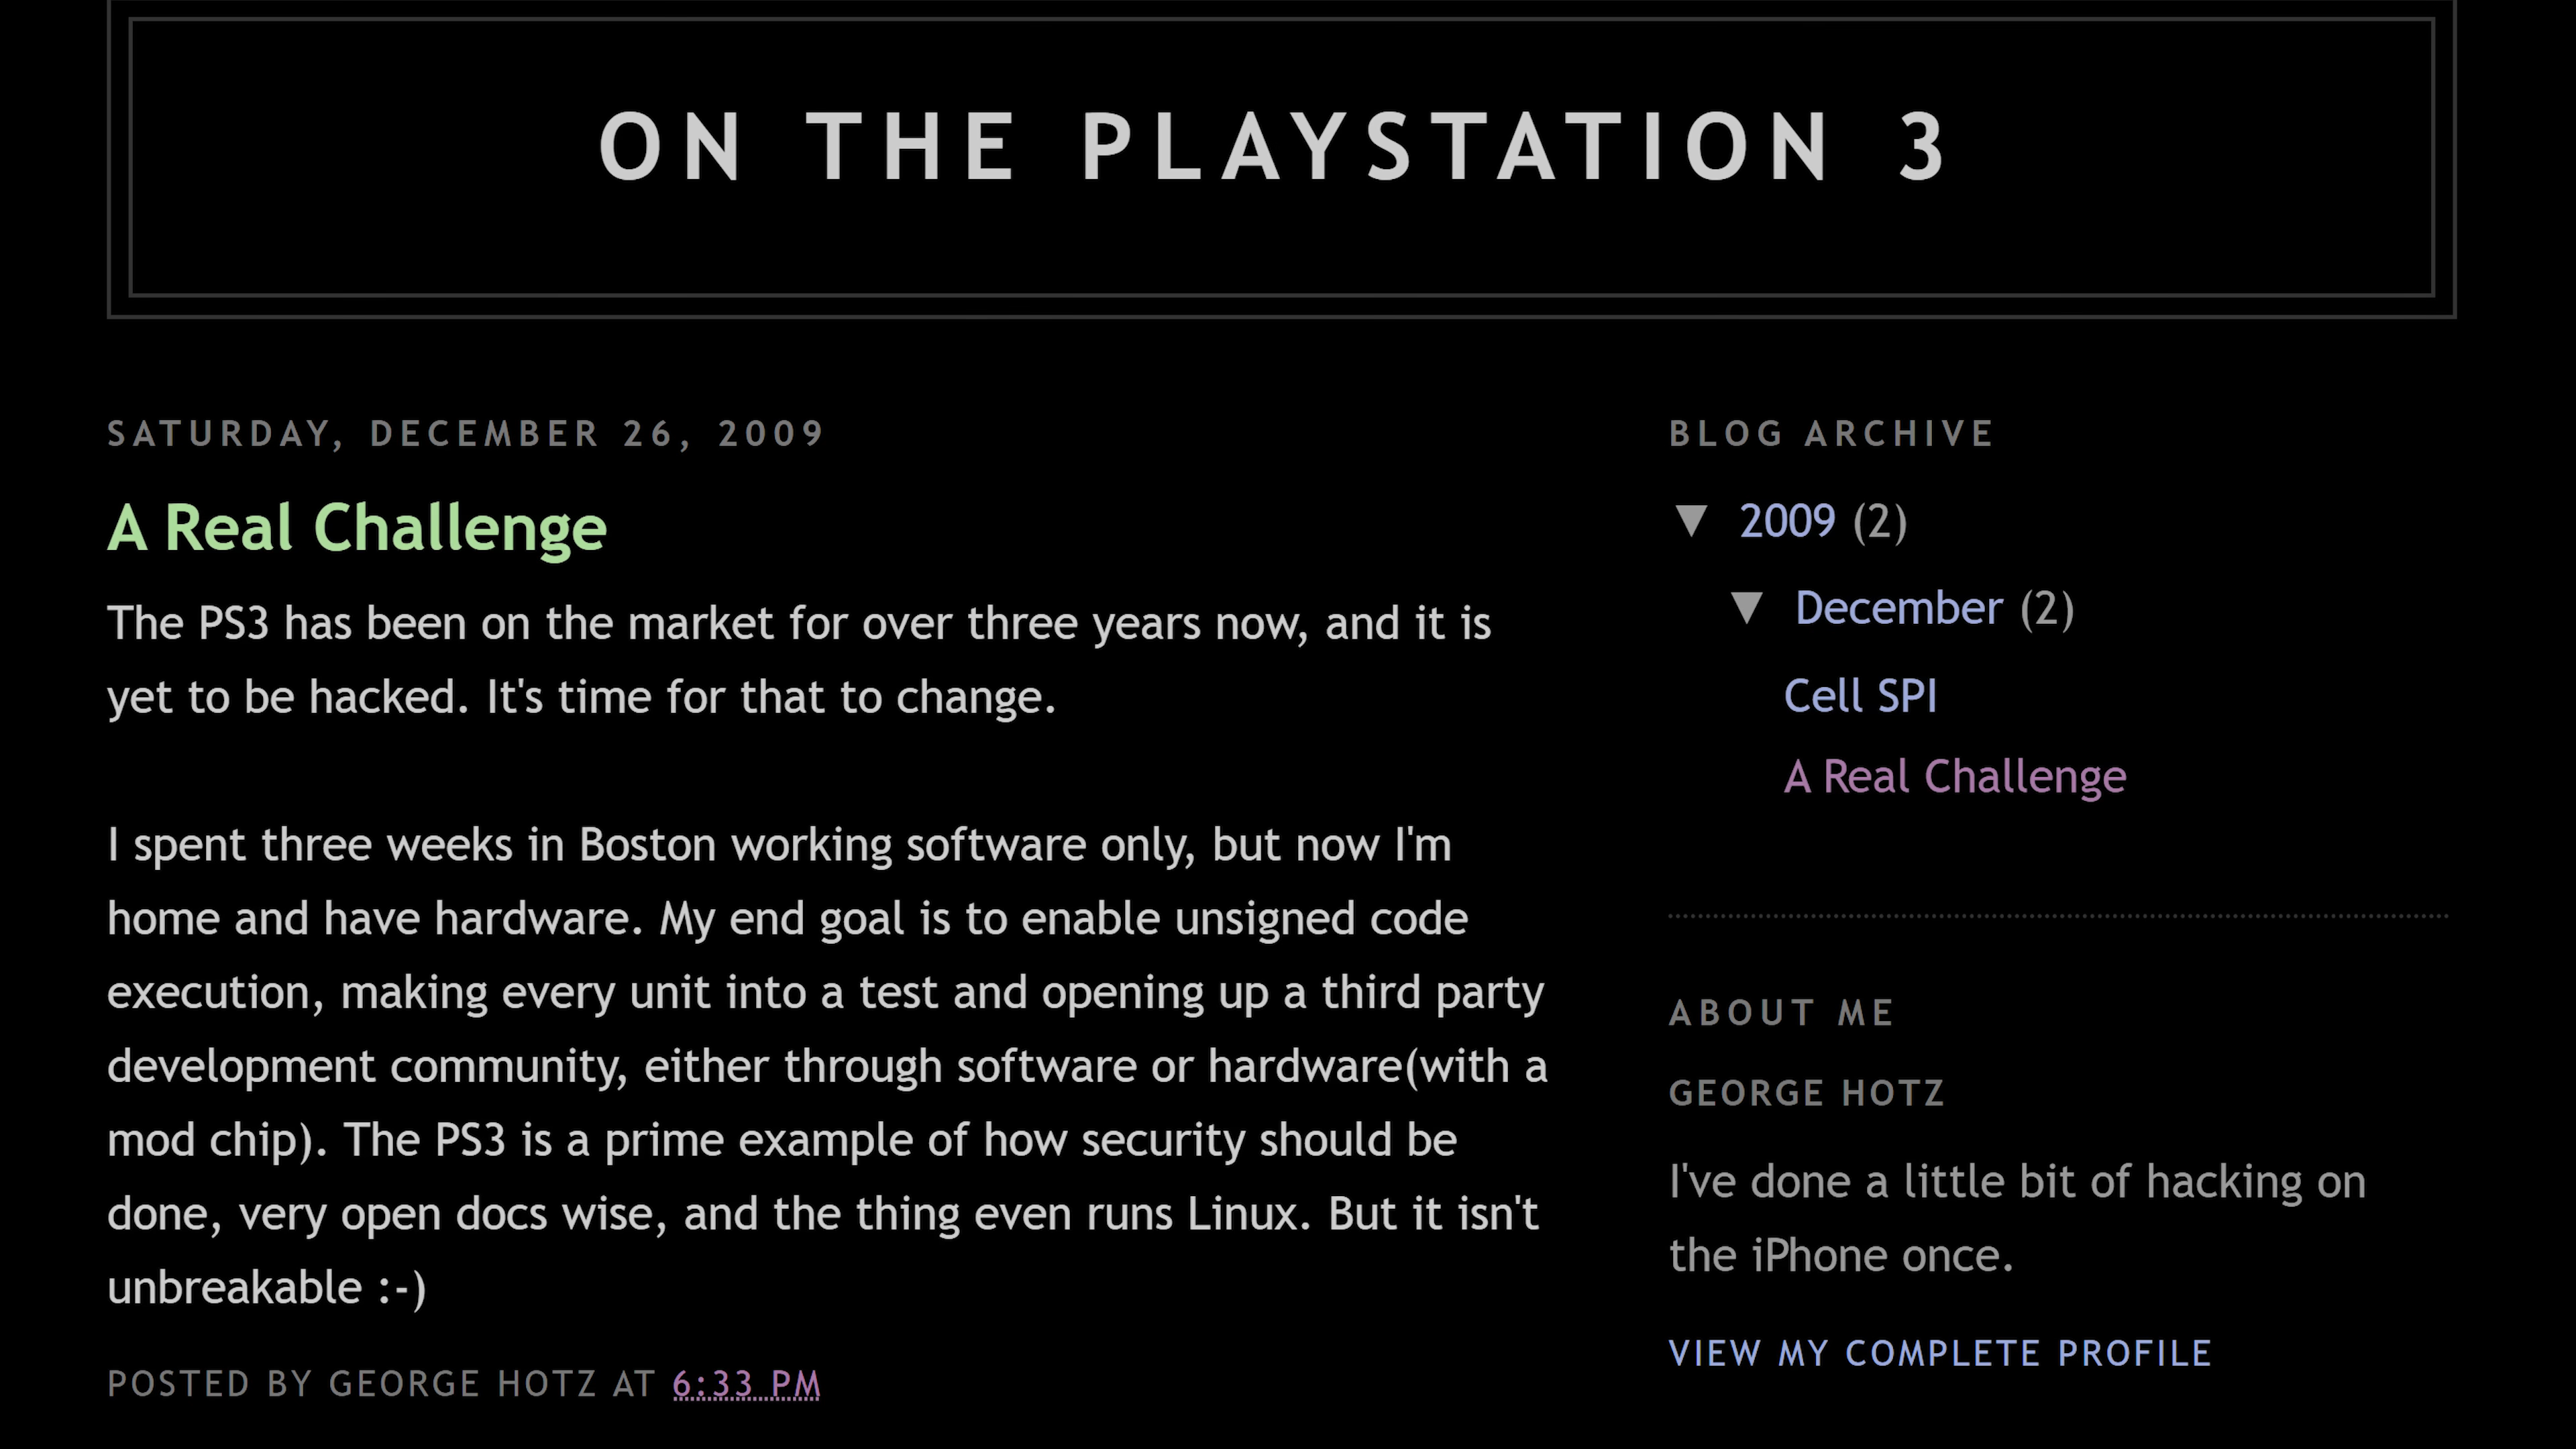 ON THE PLAYSTATION 3
SATURDAY, DECEMBER 26, 2009
A Real Challenge
The PS3 has been on the market for over three years now, and it is
yet to be hacked. It's time for that to change.
I spent three weeks in Boston working software only, but now I'm
home and have hardware. My end goal is to enable unsigned code
execution, making every unit into a test and opening up a third party
development community, either through software or hardware(with a
mod chip). The PS3 is a prime example of how security should be
done, very open docs wise, and the thing even runs Linux. But it isn't
unbreakable :-)
POSTED BY GEORGE HOTZ AT 6:33 PM
BLOG ARCHIVE
▼ 2009 (2)
▼ December (2)
Cell SPI
A Real Challenge
ABOUT ME
GEORGE HOTZ
I've done a little bit of hacking on
the iPhone once.
VIEW MY COMPLETE PROFILE